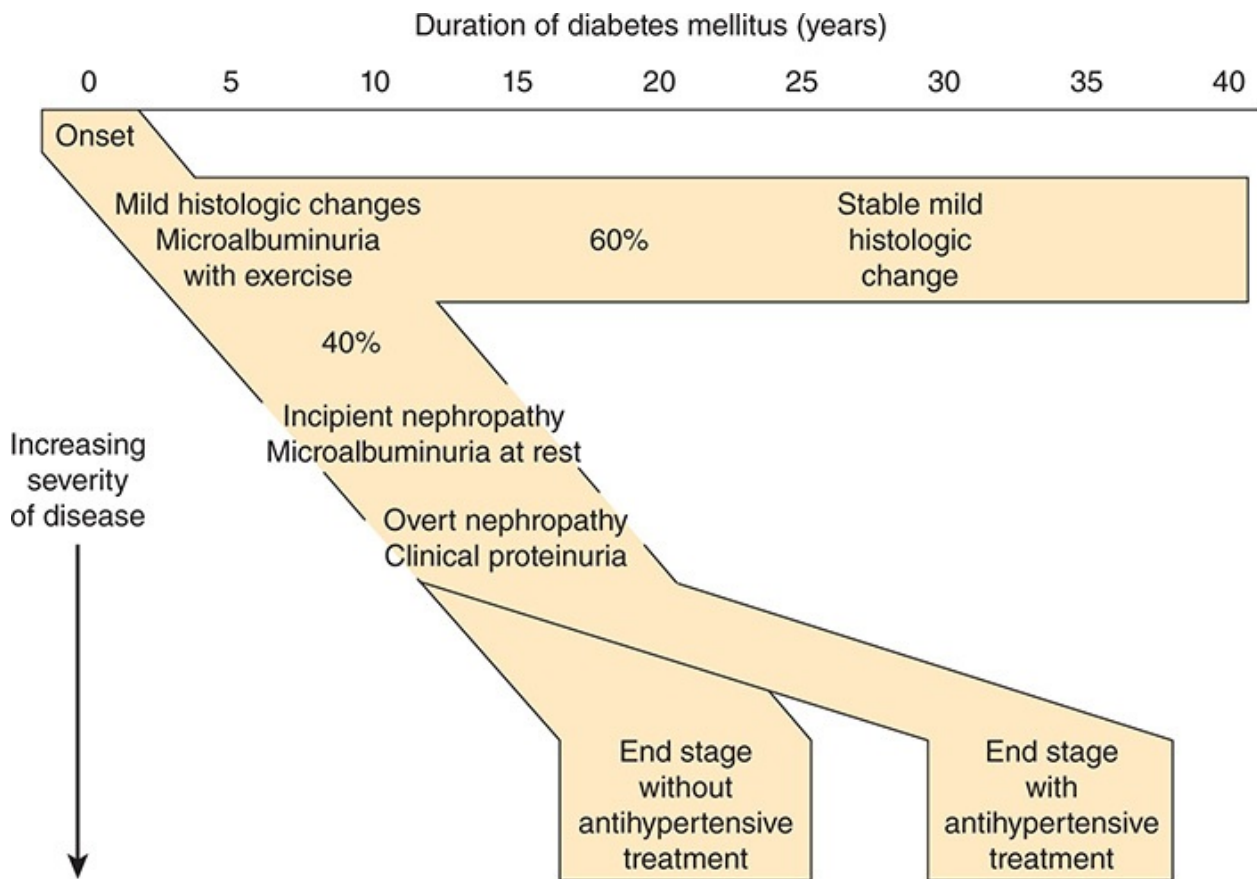 Duration of diabetes mellitus (years)
0 5 10 15 20 25 30 35 40
Onset
Mild histologic changes
Microalbuminuria
with exercise
60%
Stable mild
histologic
change
40%
Incipient nephropathy
Microalbuminuria at rest
Increasing
severity
of disease
Overt nephropathy
Clinical proteinuria
End stage
without
antihypertensive
treatment
End stage
with
antihypertensive
treatment